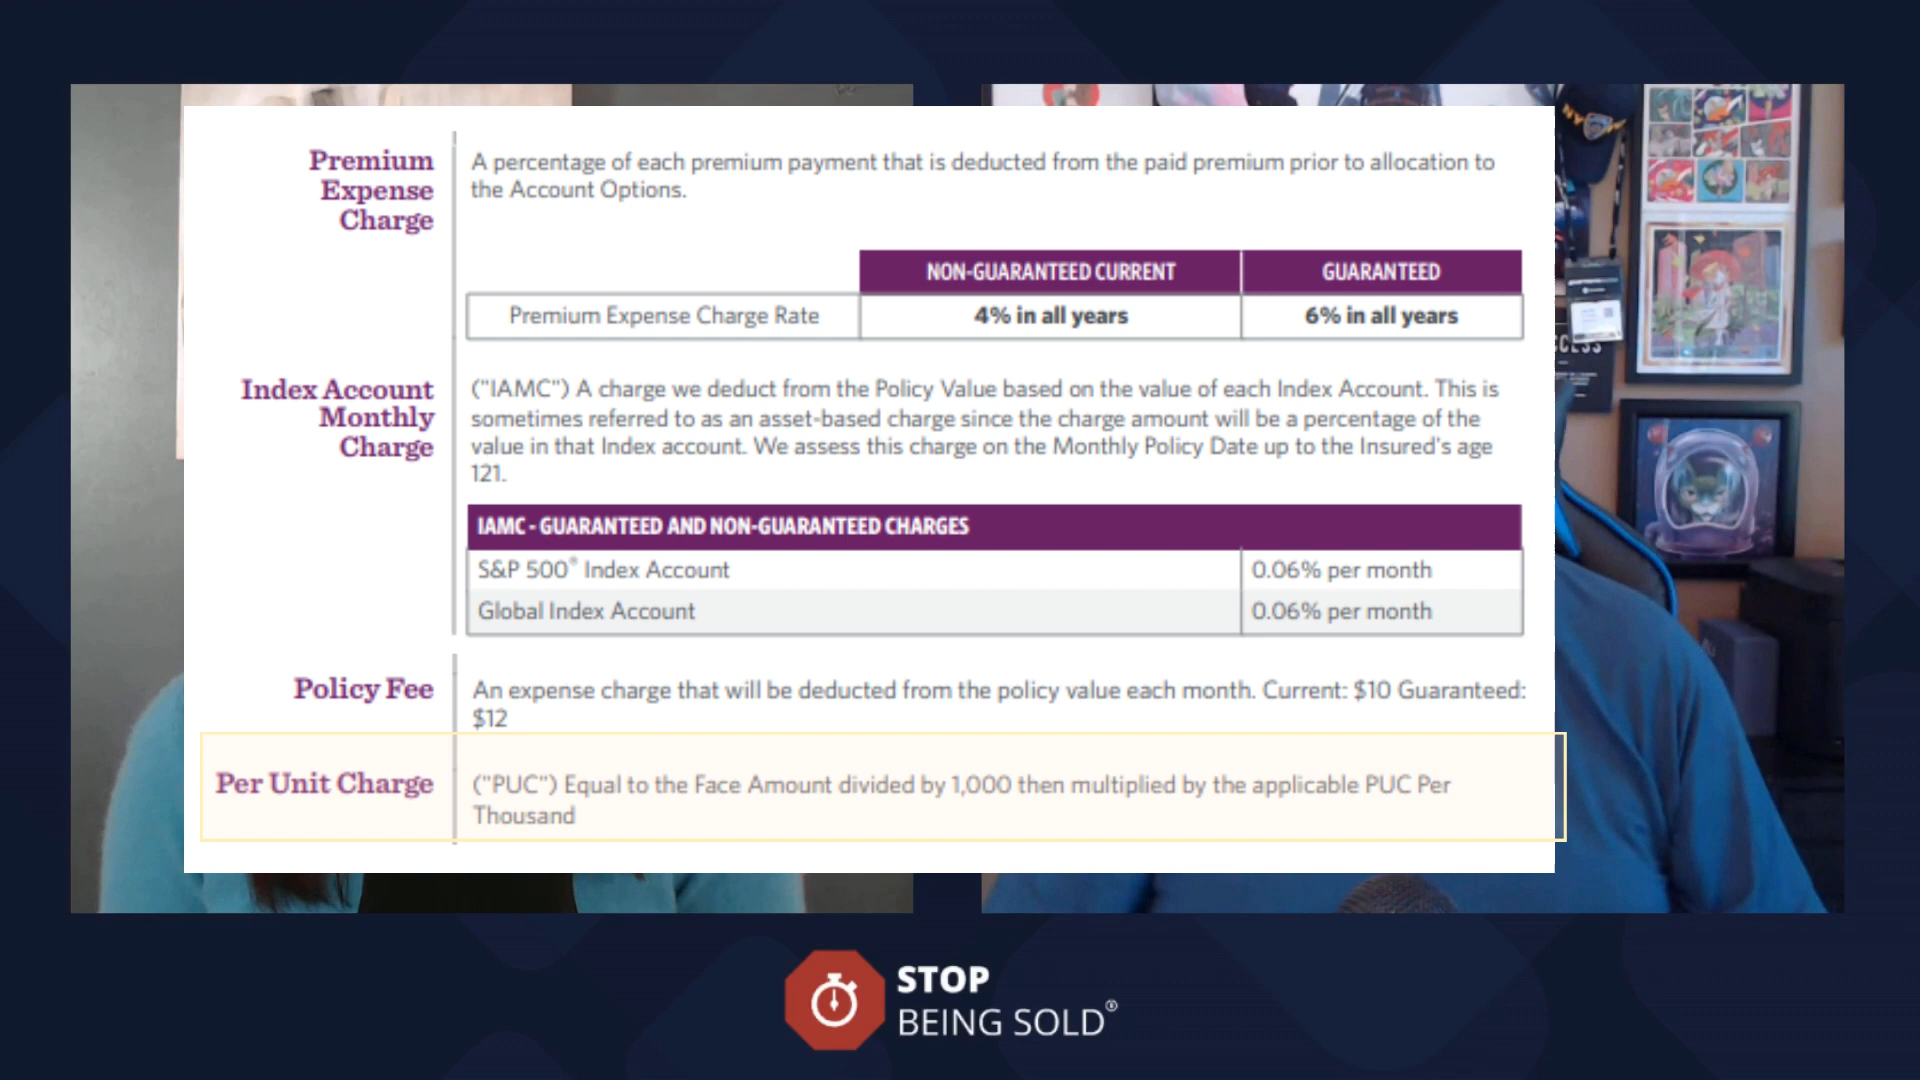 Premium
Expense
Charge
A percentage of each premium payment that is deducted from the paid premium prior to allocation to
the Account Options.
NON-GUARANTEED CURRENT
GUARANTEED
Premium Expense Charge Rate
4% in all years
6% in all years
Index Account
Monthly
Charge
("IAMC") A charge we deduct from the Policy Value based on the value of each Index Account. This is
sometimes referred to as an asset-based charge since the charge amount will be a percentage of the
value in that Index account. We assess this charge on the Monthly Policy Date up to the Insured's age
121.
IAMC - GUARANTEED AND NON-GUARANTEED CHARGES
S&P 500® Index Account
0.06% per month
Global Index Account
0.06% per month
Policy Fee
An expense charge that will be deducted from the policy value each month. Current: $10 Guaranteed:
$12
Per Unit Charge
("PUC") Equal to the Face Amount divided by 1,000 then multiplied by the applicable PUC Per
Thousand
STOP
BEING SOLD®